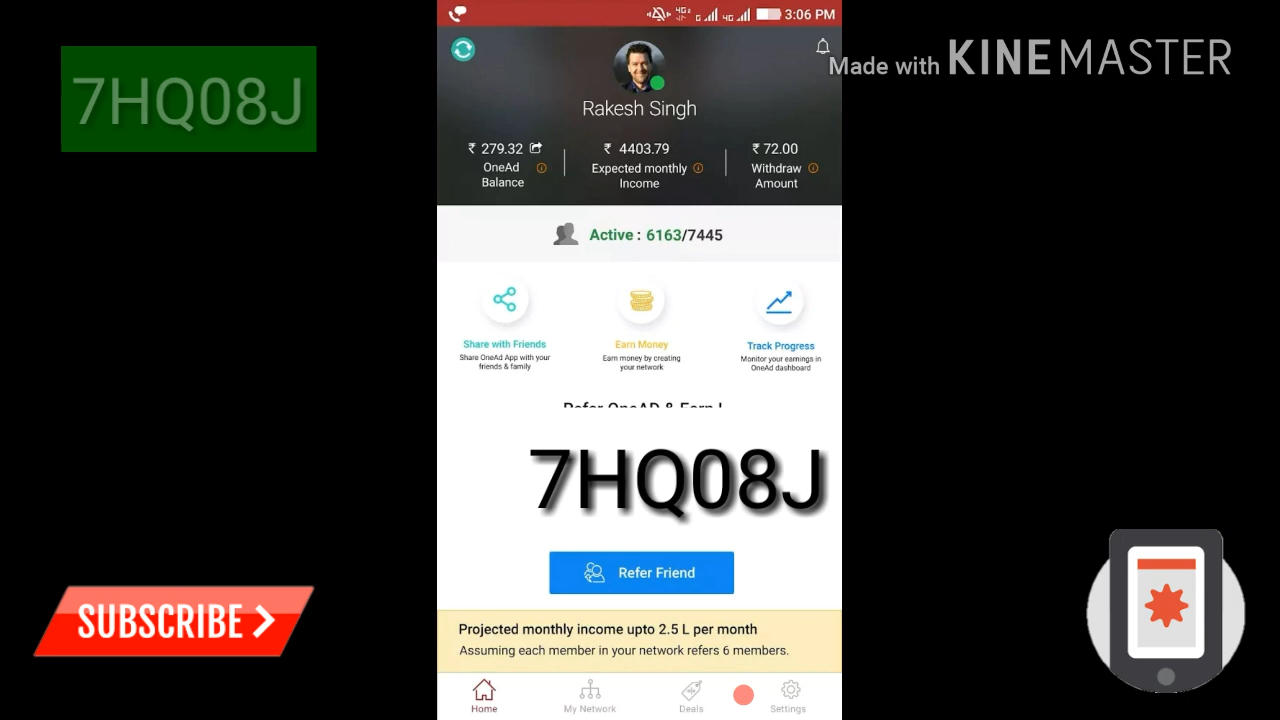 3:06 PM
7HQ08J
Made with KINEMASTER
Rakesh Singh
₹ 279.32
OneAd
Balance
₹ 4403.79
Expected monthly
Income
₹ 72.00
Withdraw
Amount
Active : 6163/7445
Share with Friends
Share OneAd App with your
friends & family
Earn Money
Earn money by creating
your network
Track Progress
Monitor your earnings in
OneAd dashboard
7HQ08J
Refer Friend
SUBSCRIBE
Projected monthly income upto 2.5 L per month
Assuming each member in your network refers 6 members.
Home
My Network
Deals
Settings